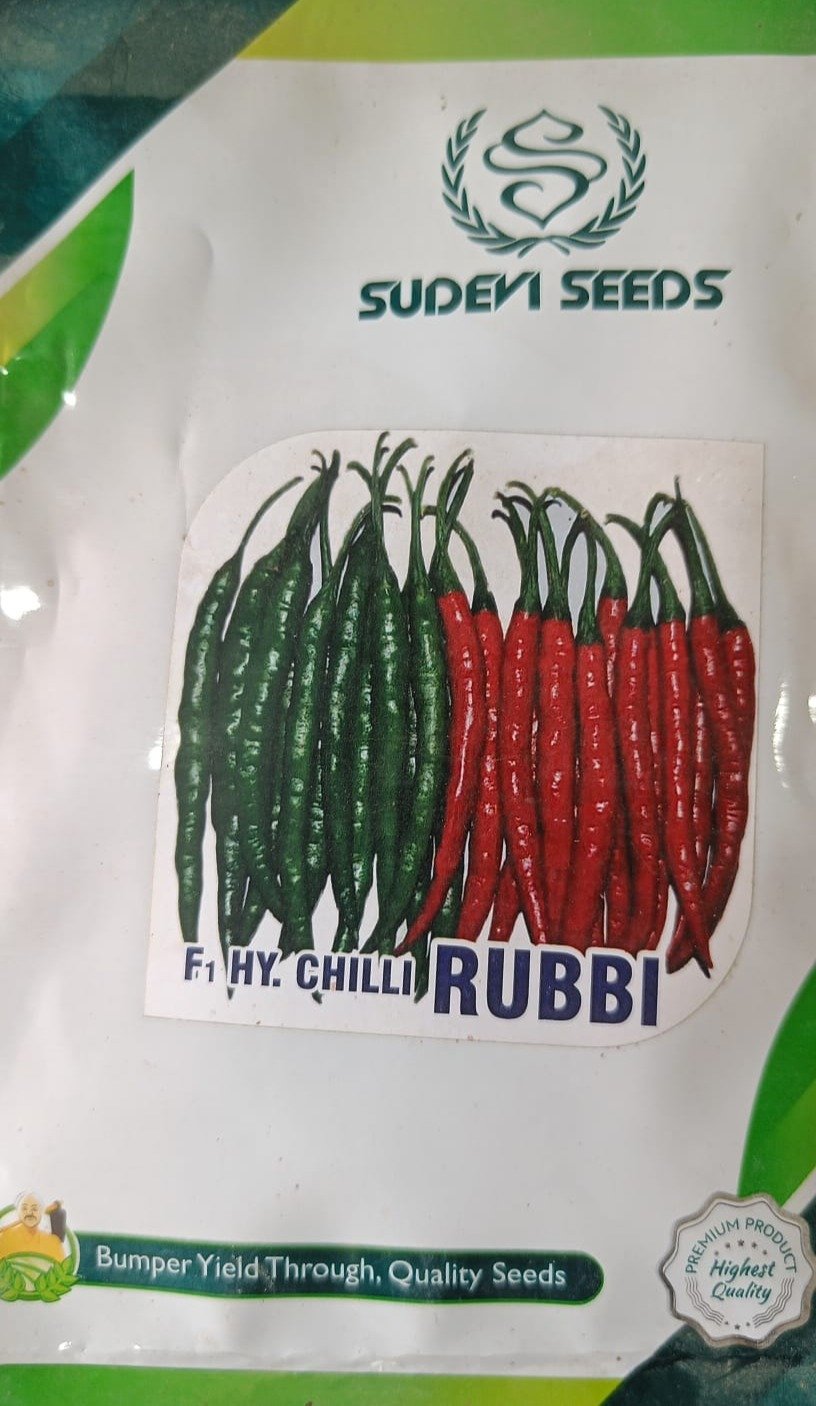 SUDEVI SEEDS
F1 HY. CHILLI RUBBI
Bumper Yield Through, Quality Seeds
PREMIUM PRODUCT
Highest
Quality